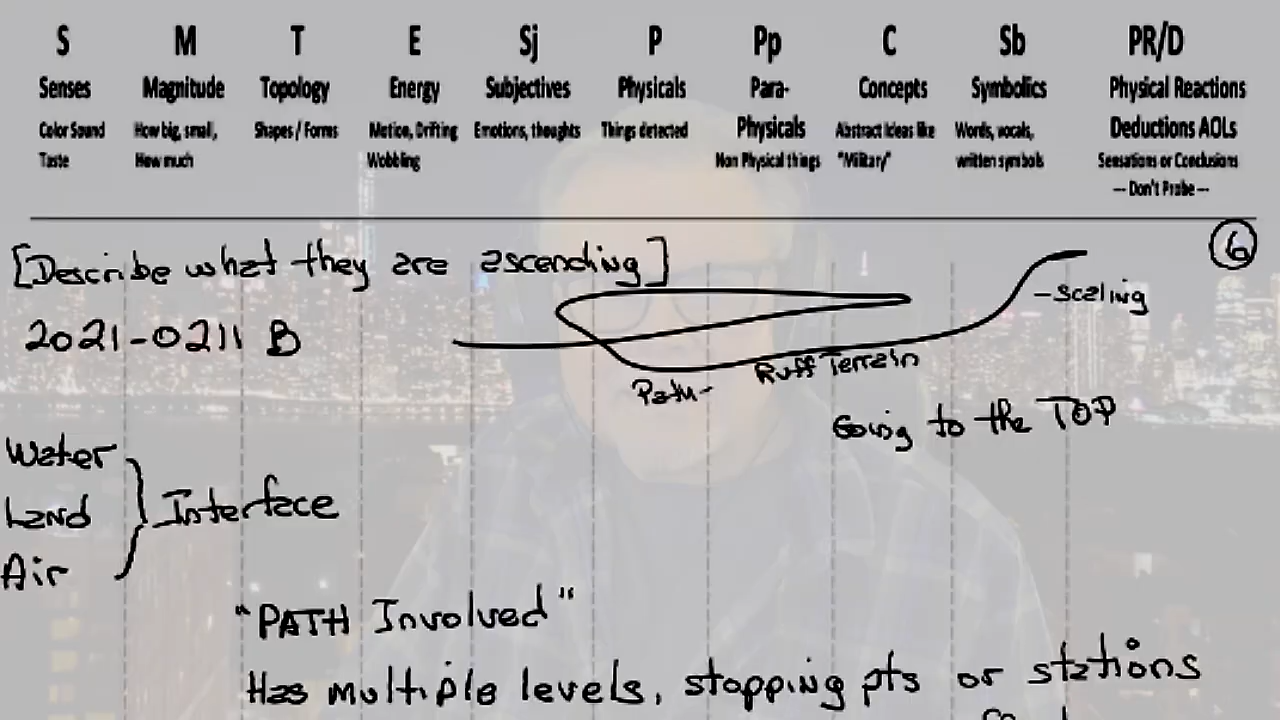 S M T E Sj P Pp C Sb PR/D
Senses Magnitude Topology Energy Subjectives Physicals Para- Concepts Symbolics Physical Reactions
Physicals Deductions AOLs
Color Sound How big, small, Shapes / Forms Motion, Drifting Emotions, thoughts Things detected Abstract Ideas like Words, vocals,
Taste How much Wobbling Non Physical things "Military" written symbols Sensations or Conclusions
-- Don't Probe --
[Describe what they are ascending] 6
-scaling
2021-0211 B
Ruff Terrain
Path-
Going to the TOP
Water
Land } Interface
Air
"PATH Involved"
Has multiple levels, stopping pts or stations